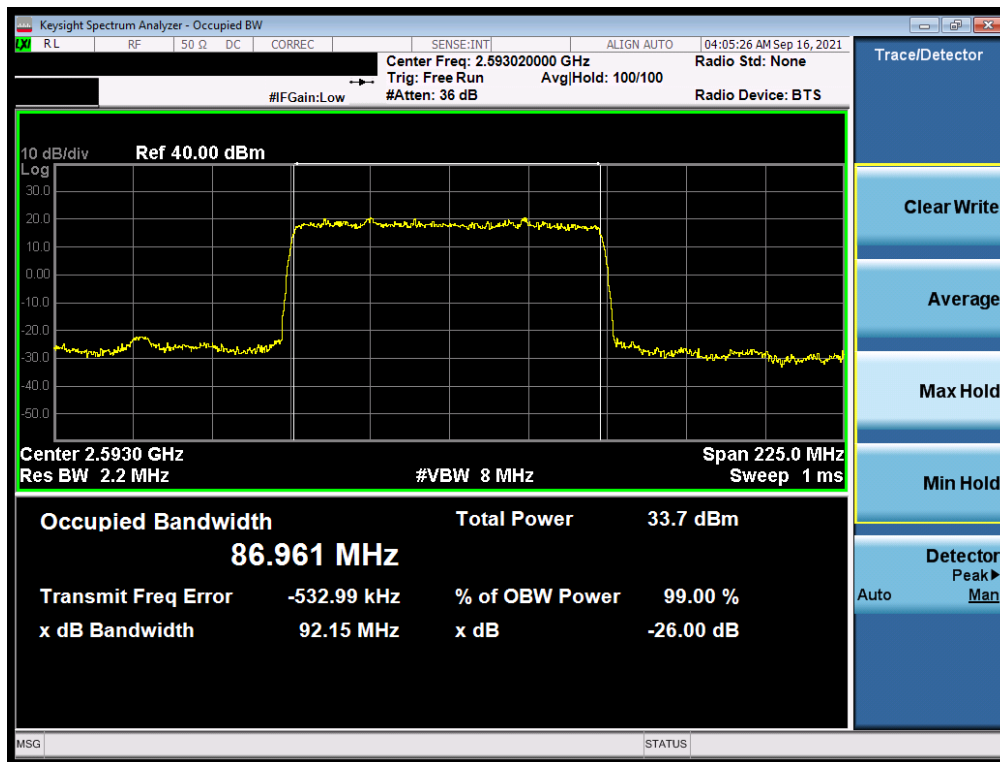 Keysight Spectrum Analyzer - Occupied BW
LXI RL RF 50 Ω DC CORREC SENSE:INT ALIGN AUTO 04:05:26 AM Sep 16, 2021
Center Freq: 2.593020000 GHz Radio Std: None
Trig: Free Run Avg|Hold: 100/100
#IFGain:Low #Atten: 36 dB Radio Device: BTS
Trace/Detector
10 dB/div Ref 40.00 dBm
Log
30.0
20.0
10.0
0.00
-10.0
-20.0
-30.0
-40.0
-50.0
Center 2.5930 GHz Span 225.0 MHz
Res BW 2.2 MHz #VBW 8 MHz Sweep 1 ms
Occupied Bandwidth Total Power 33.7 dBm
86.961 MHz
Transmit Freq Error -532.99 kHz % of OBW Power 99.00 %
x dB Bandwidth 92.15 MHz x dB -26.00 dB
Clear Write
Average
Max Hold
Min Hold
Detector
Peak▶
Auto Man
MSG STATUS